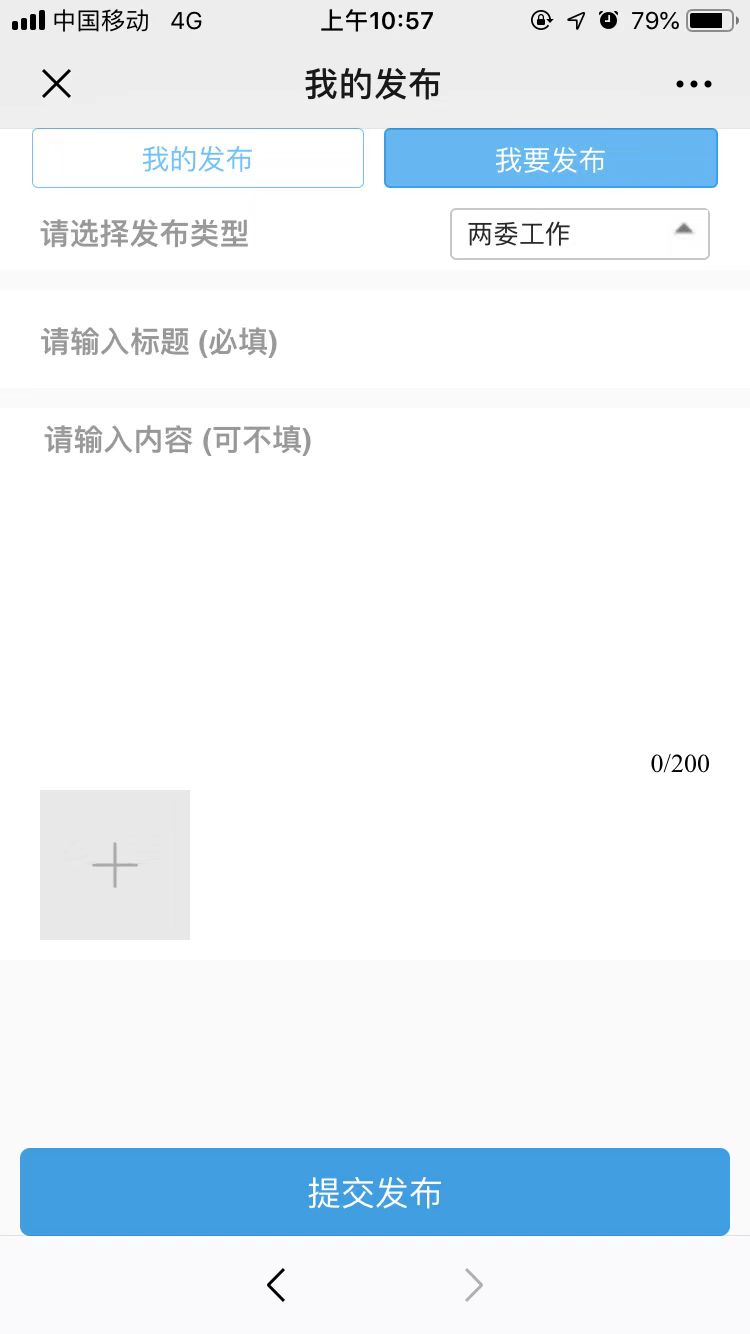 中国移动 4G 上午10:57 79%
我的发布
我的发布 我要发布
请选择发布类型 两委工作
请输入标题 (必填)
请输入内容 (可不填)
0/200
提交发布